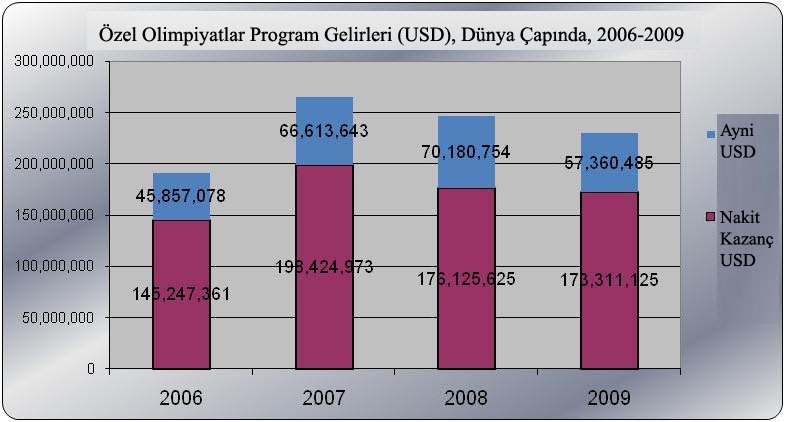 Özel Olimpiyatlar Program Gelirleri (USD), Dünya Çapında, 2006-2009
300,000,000
250,000,000
200,000,000
150,000,000
100,000,000
50,000,000
0
66,613,643
70,180,754
57,360,485
45,857,078
198,424,973
176,125,625
173,311,125
145,247,361
2006 2007 2008 2009
Ayni
USD
Nakit
Kazanç
USD